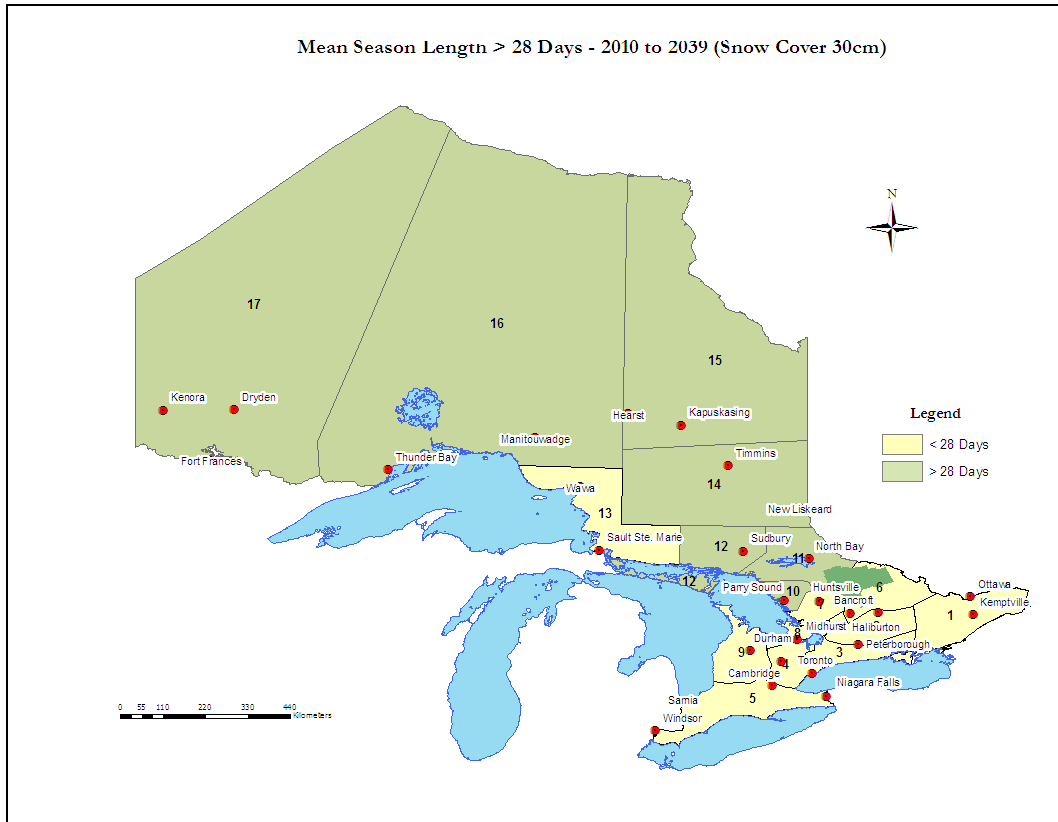 Mean Season Length > 28 Days - 2010 to 2039 (Snow Cover 30cm)
N
17
16
15
Kenora
Dryden
Hearst
Kapuskasing
Legend
< 28 Days
> 28 Days
Manitouwadge
Timmins
Fort Frances
Thunder Bay
14
Wawa
13
New Liskeard
Sault Ste. Marie
12
Sudbury
11
North Bay
12
Parry Sound
10
Huntsville
6
Ottawa
7
Bancroft
Kemptville
1
8
Midhurst
Haliburton
Durham
Peterborough
9
3
4
Toronto
Cambridge
Niagara Falls
Sarnia
5
Windsor
0 55 110 220 330 440
Kilometers